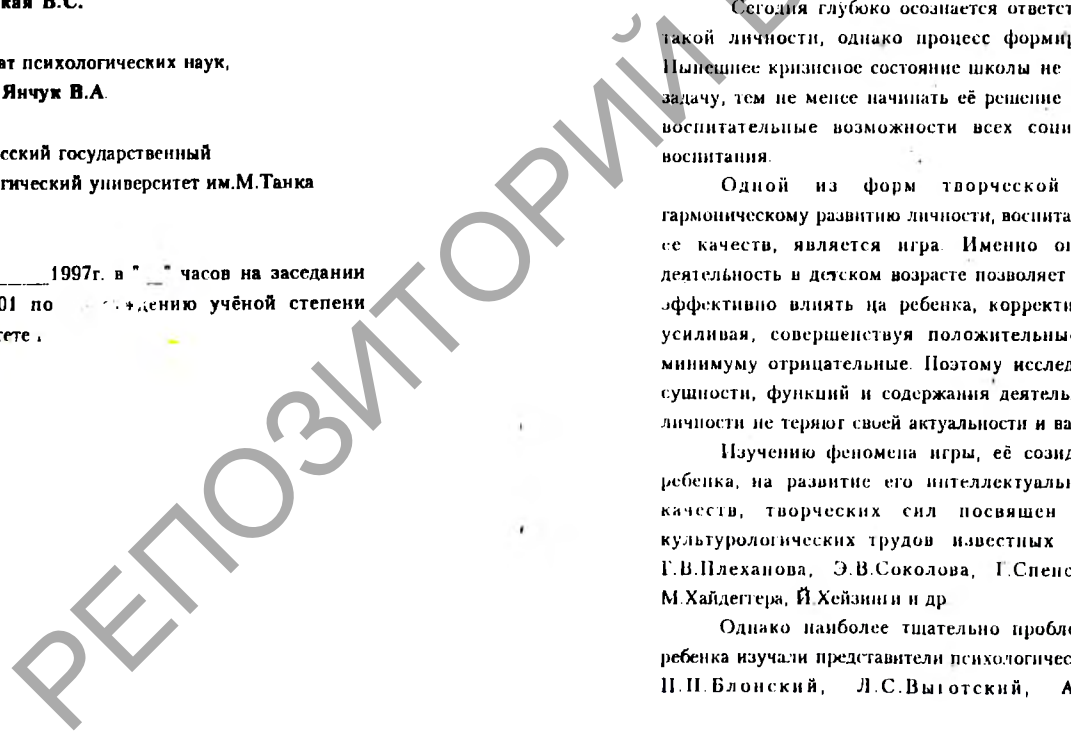 кая В.С.
ат психологических наук,
Янчук В.А.
сский государственный
гический университет им.М.Танка
1997г. в "__" часов на заседании
01 по дению учёной степени
тете
Сегодня глубоко осознается ответст
такой личности, однако процесс формир
Нынешнее кризисное состояние школы не
задачу, тем не менее начинать её решение
воспитательные возможности всех соци
воспитания.
Одной из форм творческой
гармоническому развитию личности, воспита
ее качеств, является игра. Именно он
деятельность в детском возрасте позволяет
эффективно влиять на ребенка, корректи
усиливая, совершенствуя положительные
минимуму отрицательные. Поэтому исслед
сущности, функций и содержания деятель
личности не теряют своей актуальности и ва
Изучению феномена игры, её созид
ребенка, на развитие его интеллектуальн
качеств, творческих сил посвящен
культурологических трудов известных
Г.В.Плеханова, Э.В.Соколова, Г.Спенс
М.Хайдеггера, Й.Хейзинги и др
Однако наиболее тщательно пробле
ребенка изучали представители психологичес
П.П.Блонский, Л.С.Выготский, А
РЕПОЗИТОРИЙ